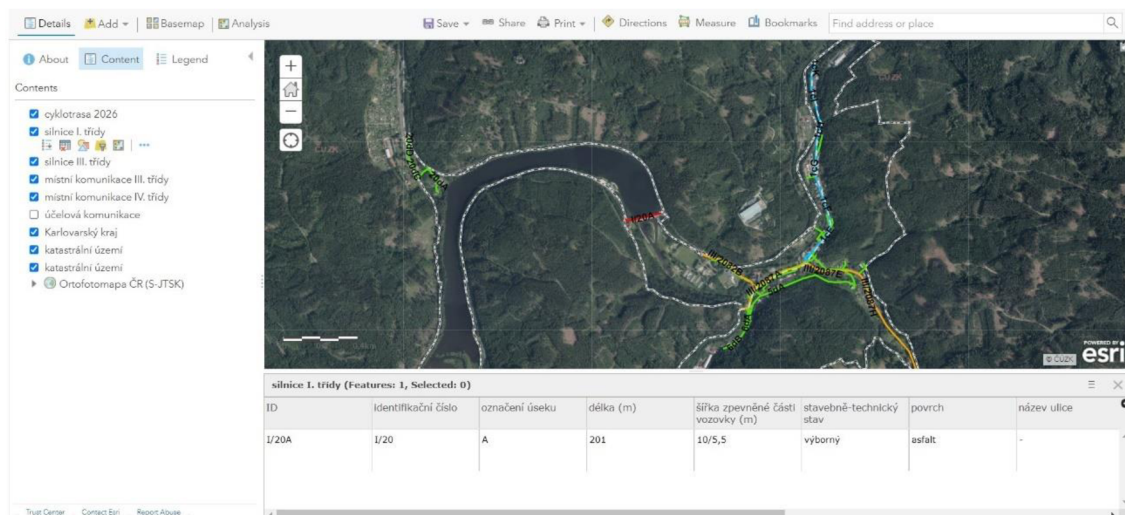 Details Add Basemap Analysis Save Share Print Directions Measure Bookmarks Find address or place
About Content Legend
Contents
cyklotrasa 2026
silnice I. třídy
silnice III. třídy
místní komunikace III. třídy
místní komunikace IV. třídy
účelová komunikace
Karlovarský kraj
katastrální území
katastrální území
Ortofotomapa ČR (S-JTSK)
I/20A
POWERED BY
esri
© ČÚZK
silnice I. třídy (Features: 1, Selected: 0)
ID identifikační číslo označení úseku délka (m) šířka zpevněné části vozovky (m) stavebně-technický stav povrch název ulice
I/20A I/20 A 201 10/5,5 výborný asfalt -
Trust Center Contact Esri Report Abuse